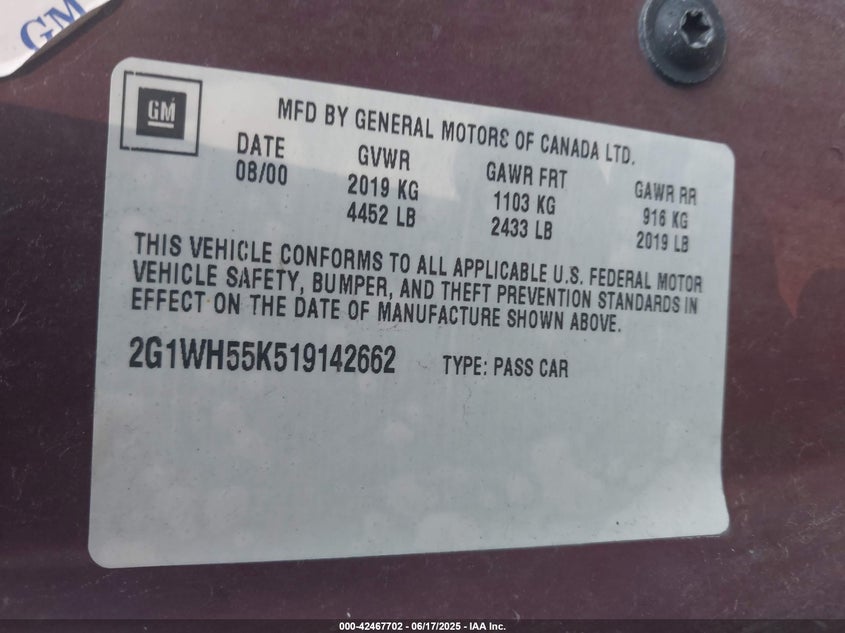 GM
GM
MFD BY GENERAL MOTORS OF CANADA LTD.
DATE GVWR GAWR FRT GAWR RR
08/00 2019 KG 1103 KG 916 KG
4452 LB 2433 LB 2019 LB
THIS VEHICLE CONFORMS TO ALL APPLICABLE U.S. FEDERAL MOTOR
VEHICLE SAFETY, BUMPER, AND THEFT PREVENTION STANDARDS IN
EFFECT ON THE DATE OF MANUFACTURE SHOWN ABOVE.
2G1WH55K519142662 TYPE: PASS CAR
000-42467702 - 06/17/2025 - IAA Inc.